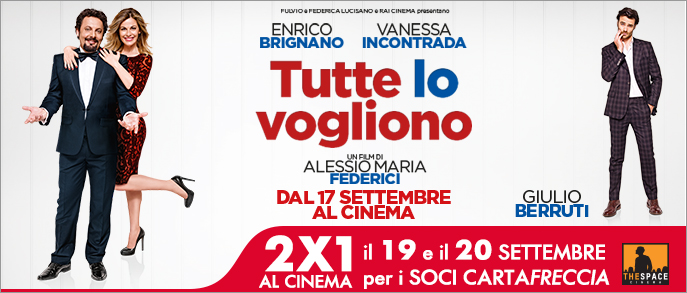 FULVIO e FEDERICA LUCISANO e RAI CINEMA presentano
ENRICO BRIGNANO
VANESSA INCONTRADA
Tutte lo
vogliono
UN FILM DI
ALESSIO MARIA
FEDERICI
DAL 17 SETTEMBRE
AL CINEMA
GIULIO
BERRUTI
2X1
AL CINEMA
il 19 e il 20 SETTEMBRE
per i SOCI CARTAFRECCIA
THESPACE
CINEMA